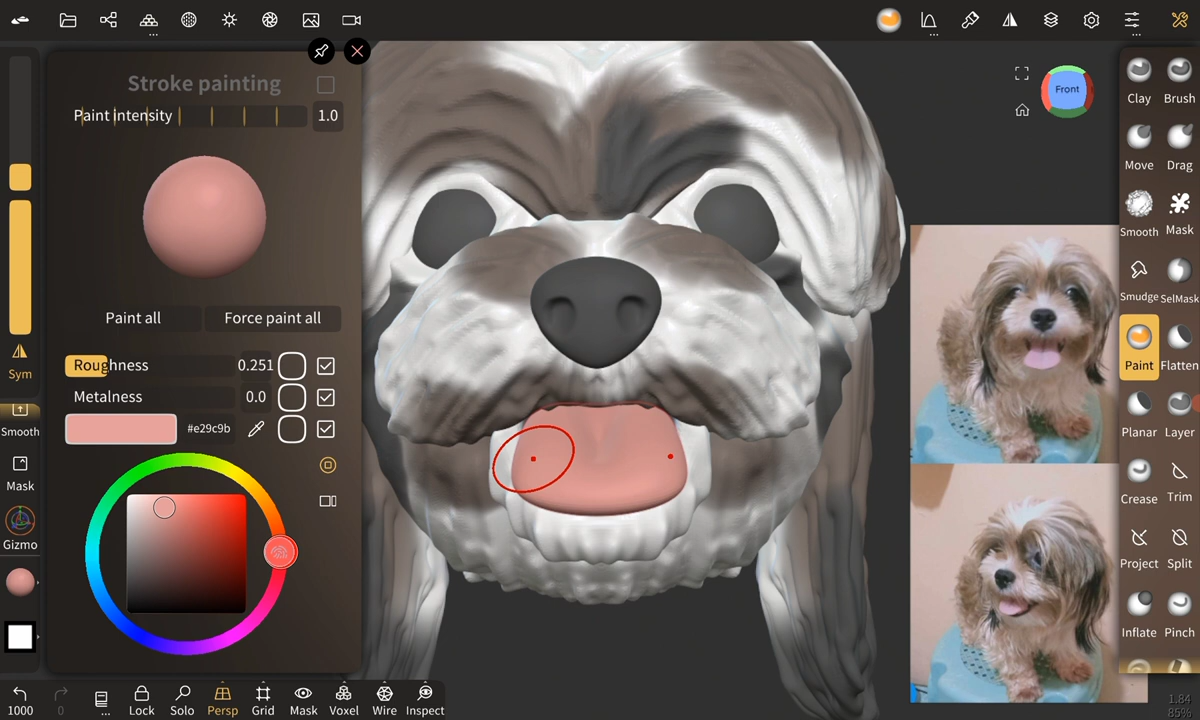 Stroke painting
Paint intensity
1.0
Paint all
Force paint all
Roughness
0.251
Metalness
0.0
#e29c9b
Sym
Smooth
Mask
Gizmo
1000
0
Lock
Solo
Persp
Grid
Mask
Voxel
Wire
Inspect
Front
Clay
Brush
Move
Drag
Smooth
Mask
Smudge
SelMask
Paint
Flatten
Planar
Layer
Crease
Trim
Project
Split
Inflate
Pinch
1.84
85%